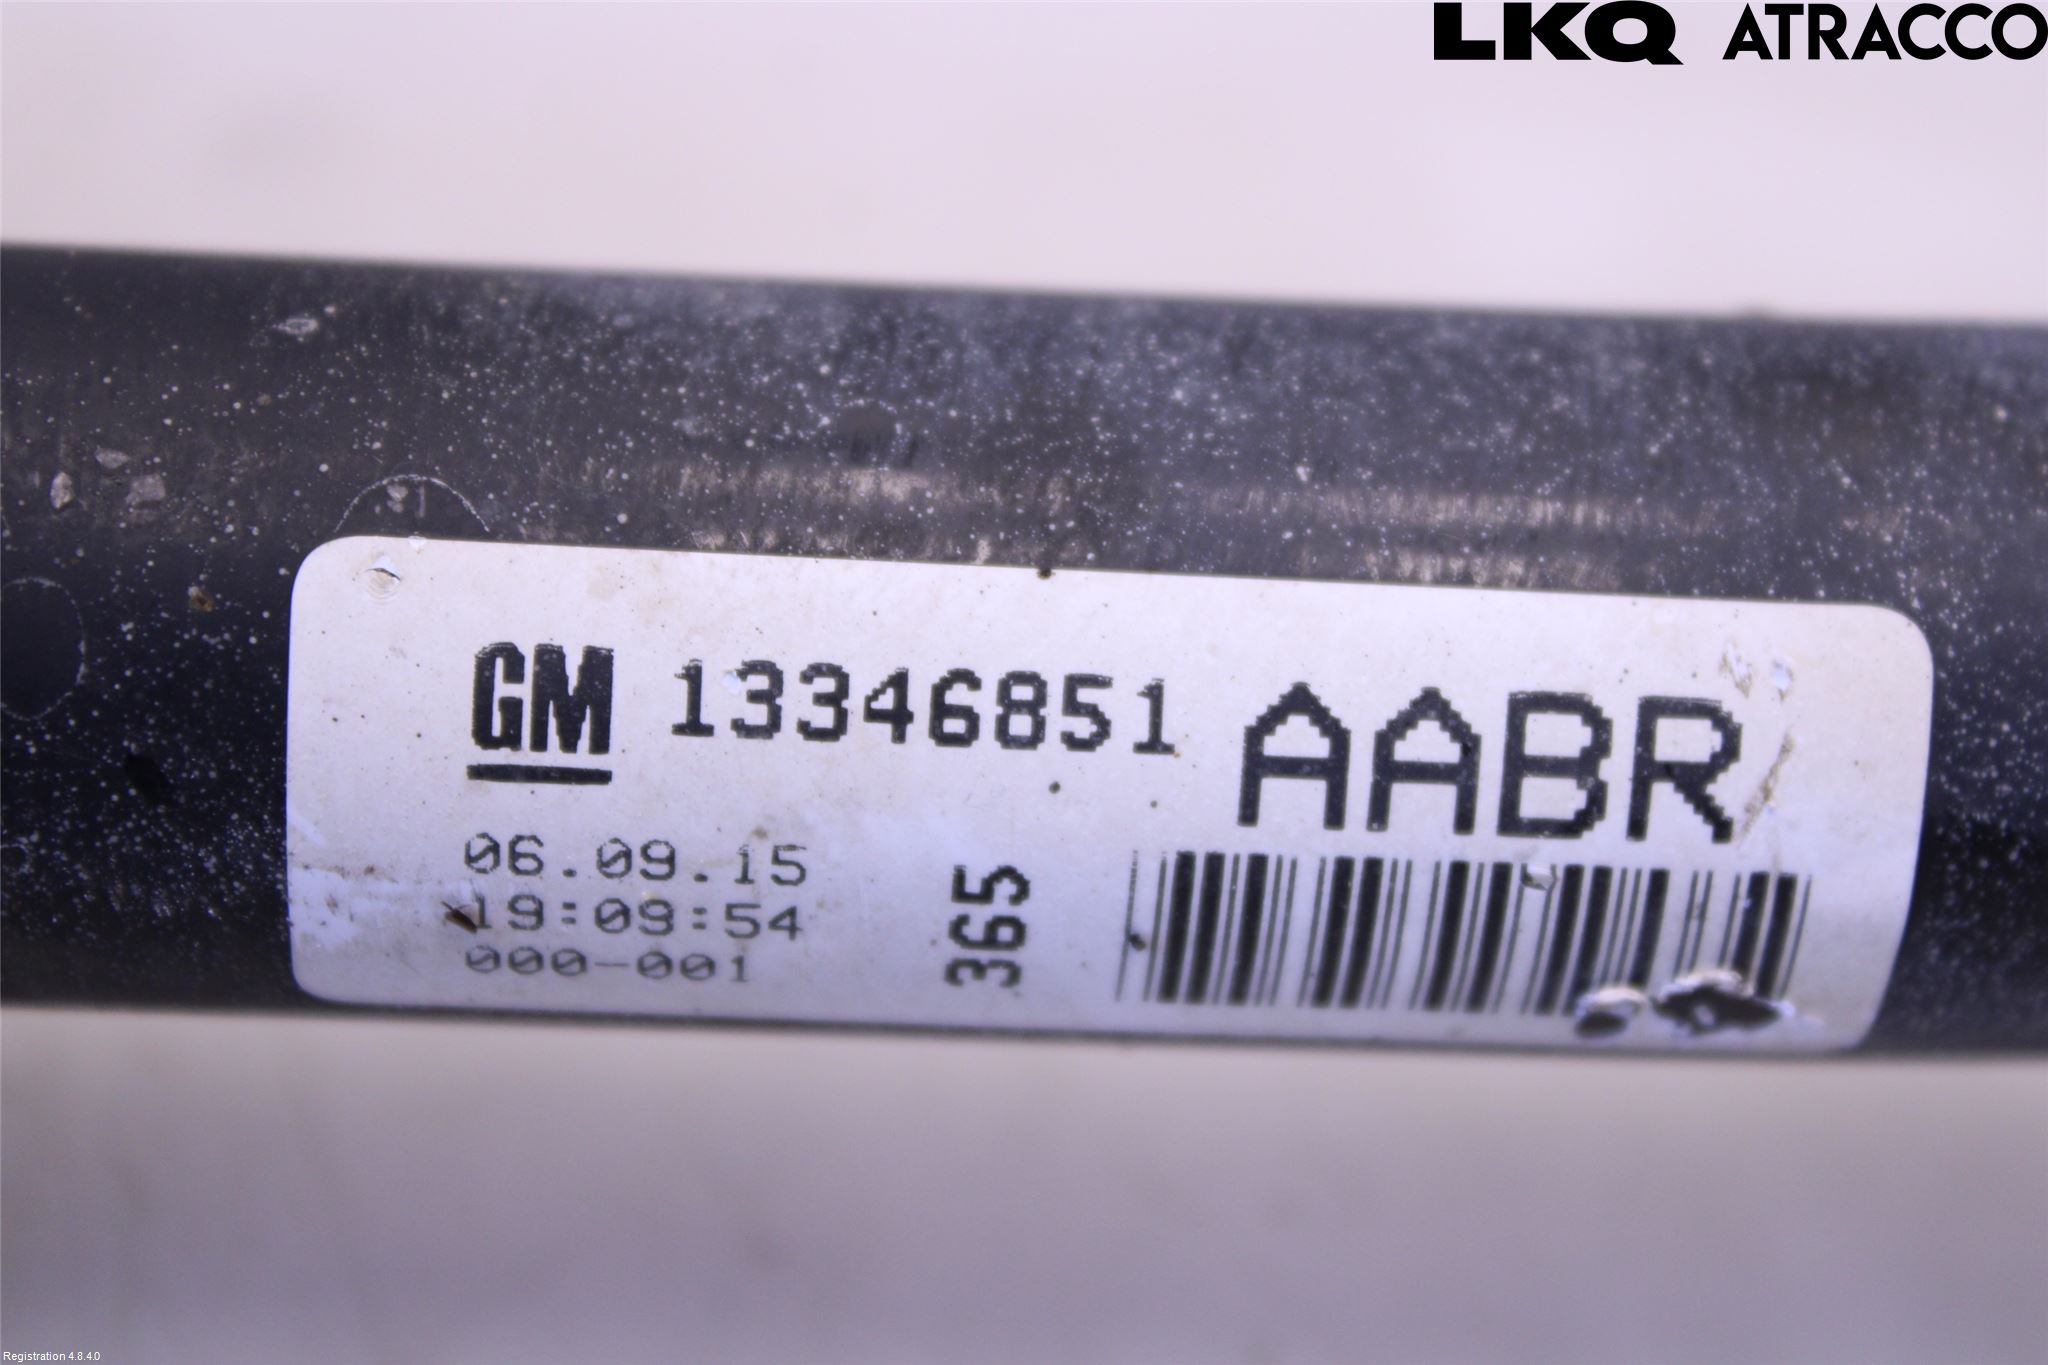 LKQ ATRACCO
GM 13346851 AABR
06.09.15
19:09:54
000-001
365
Registration 4.8.4.0